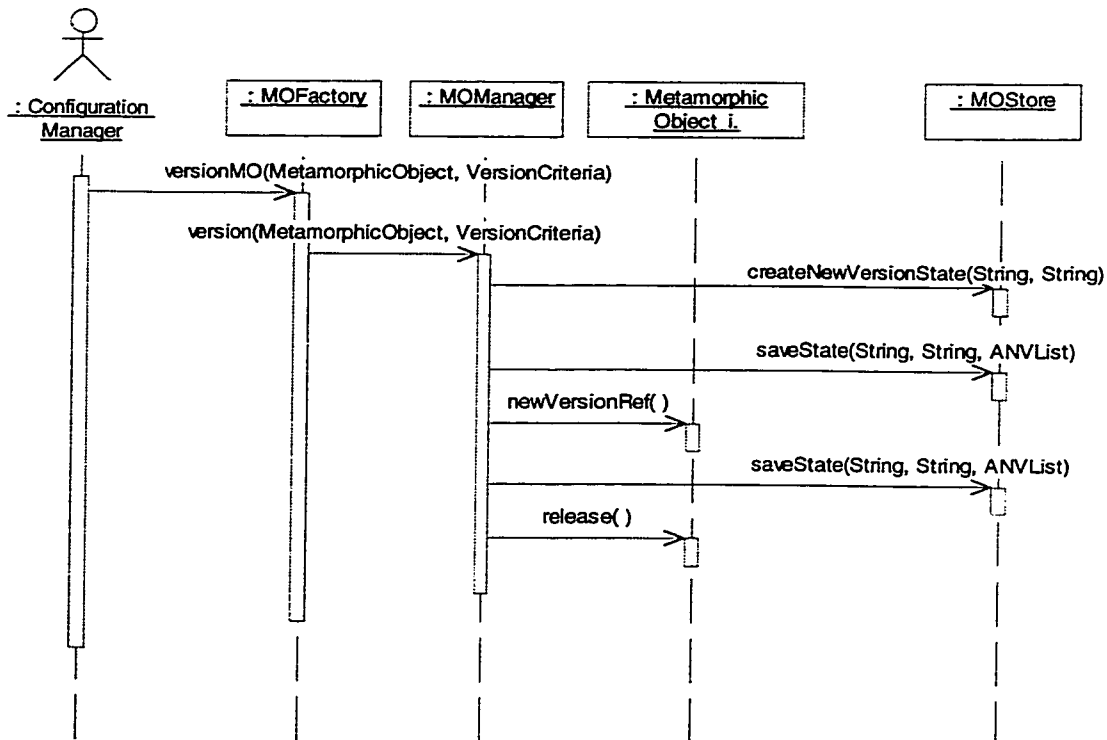 : Configuration
Manager
: MOFactory
: MOManager
: Metamorphic
Object i.
: MOStore
versionMO(MetamorphicObject, VersionCriteria)
version(MetamorphicObject, VersionCriteria)
createNewVersionState(String, String)
saveState(String, String, ANVList)
newVersionRef( )
saveState(String, String, ANVList)
release( )